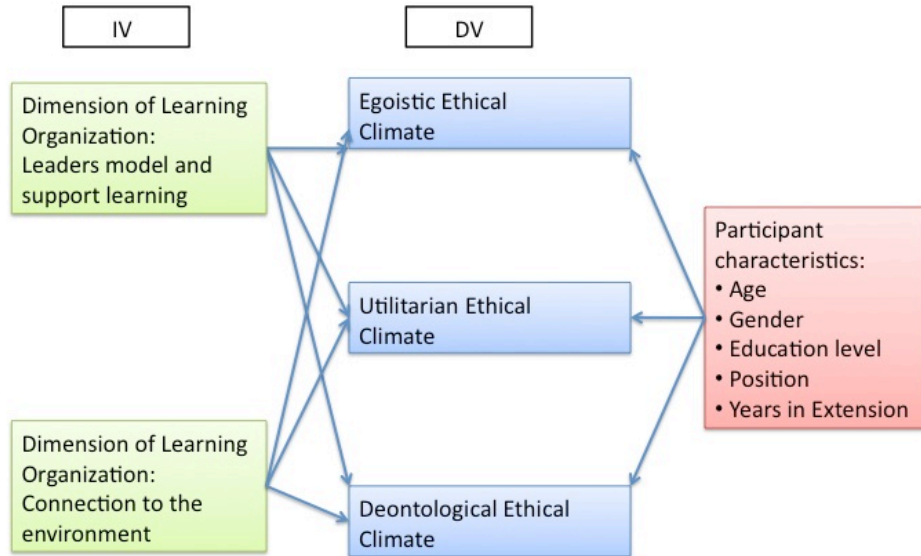 IV
DV
Dimension of Learning
Organization:
Leaders model and
support learning
Egoistic Ethical
Climate
Utilitarian Ethical
Climate
Participant
characteristics:
• Age
• Gender
• Education level
• Position
• Years in Extension
Dimension of Learning
Organization:
Connection to the
environment
Deontological Ethical
Climate